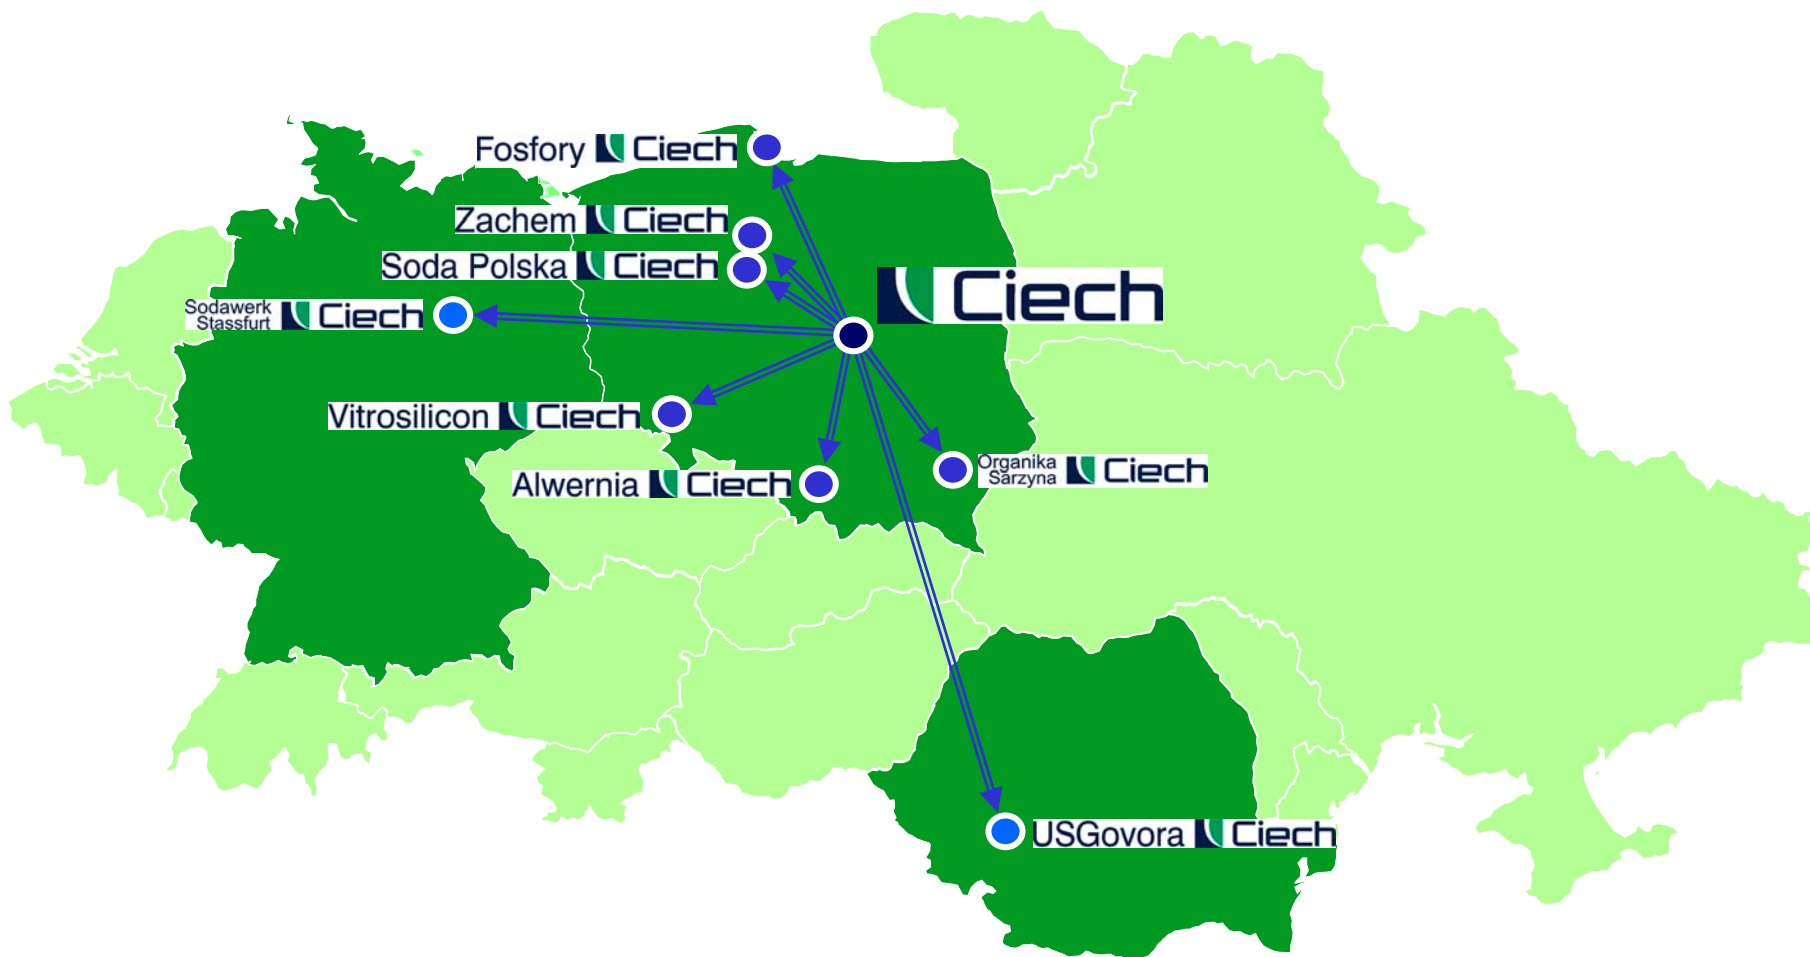 Fosfory Ciech
Zachem Ciech
Soda Polska Ciech
Ciech
Sodawerk
Stassfurt Ciech
Vitrosilicon Ciech
Alwernia Ciech
Organika
Sarzyna Ciech
USGovora Ciech